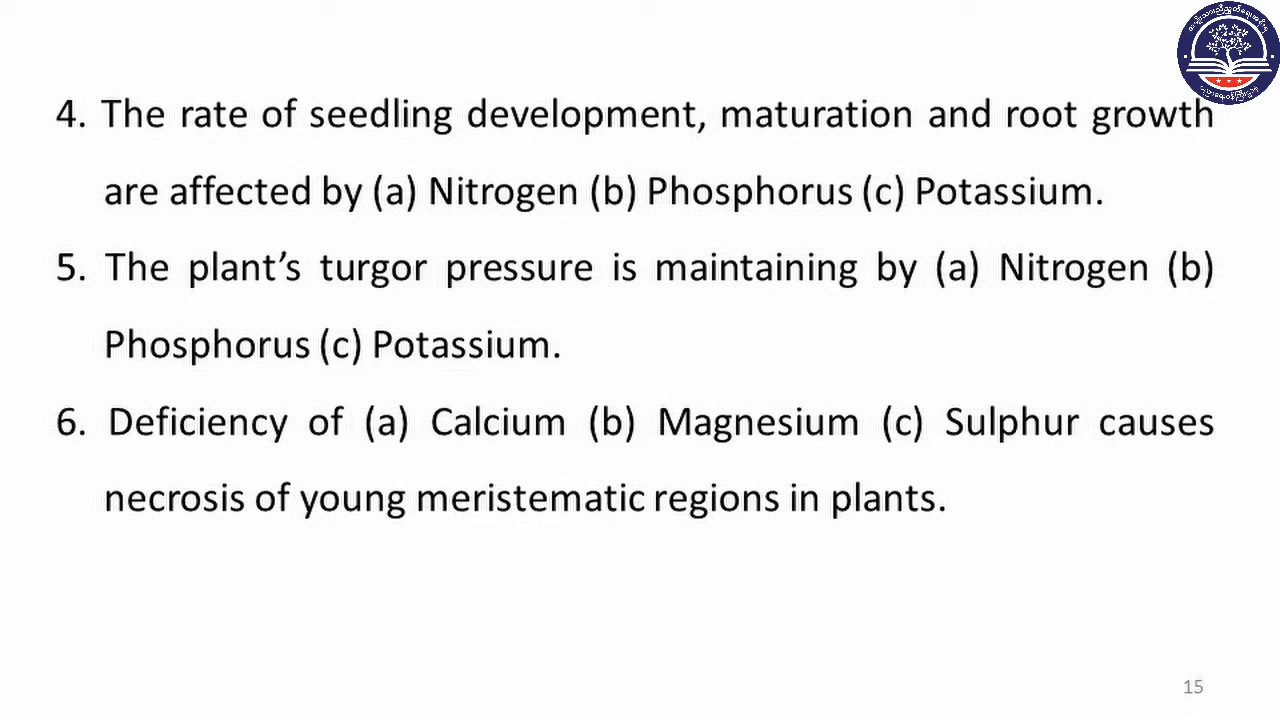 4. The rate of seedling development, maturation and root growth
are affected by (a) Nitrogen (b) Phosphorus (c) Potassium.
5. The plant’s turgor pressure is maintaining by (a) Nitrogen (b)
Phosphorus (c) Potassium.
6. Deficiency of (a) Calcium (b) Magnesium (c) Sulphur causes
necrosis of young meristematic regions in plants.
15